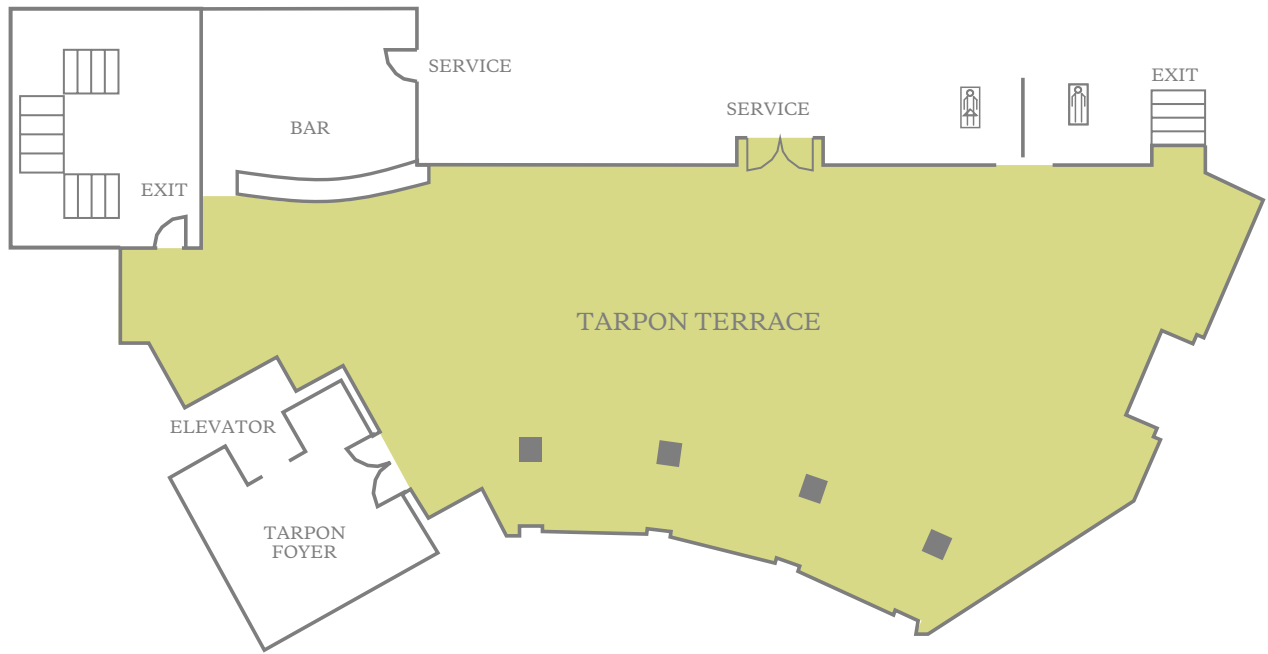 SERVICE
EXIT
SERVICE
BAR
EXIT
TARPON TERRACE
ELEVATOR
TARPON
FOYER